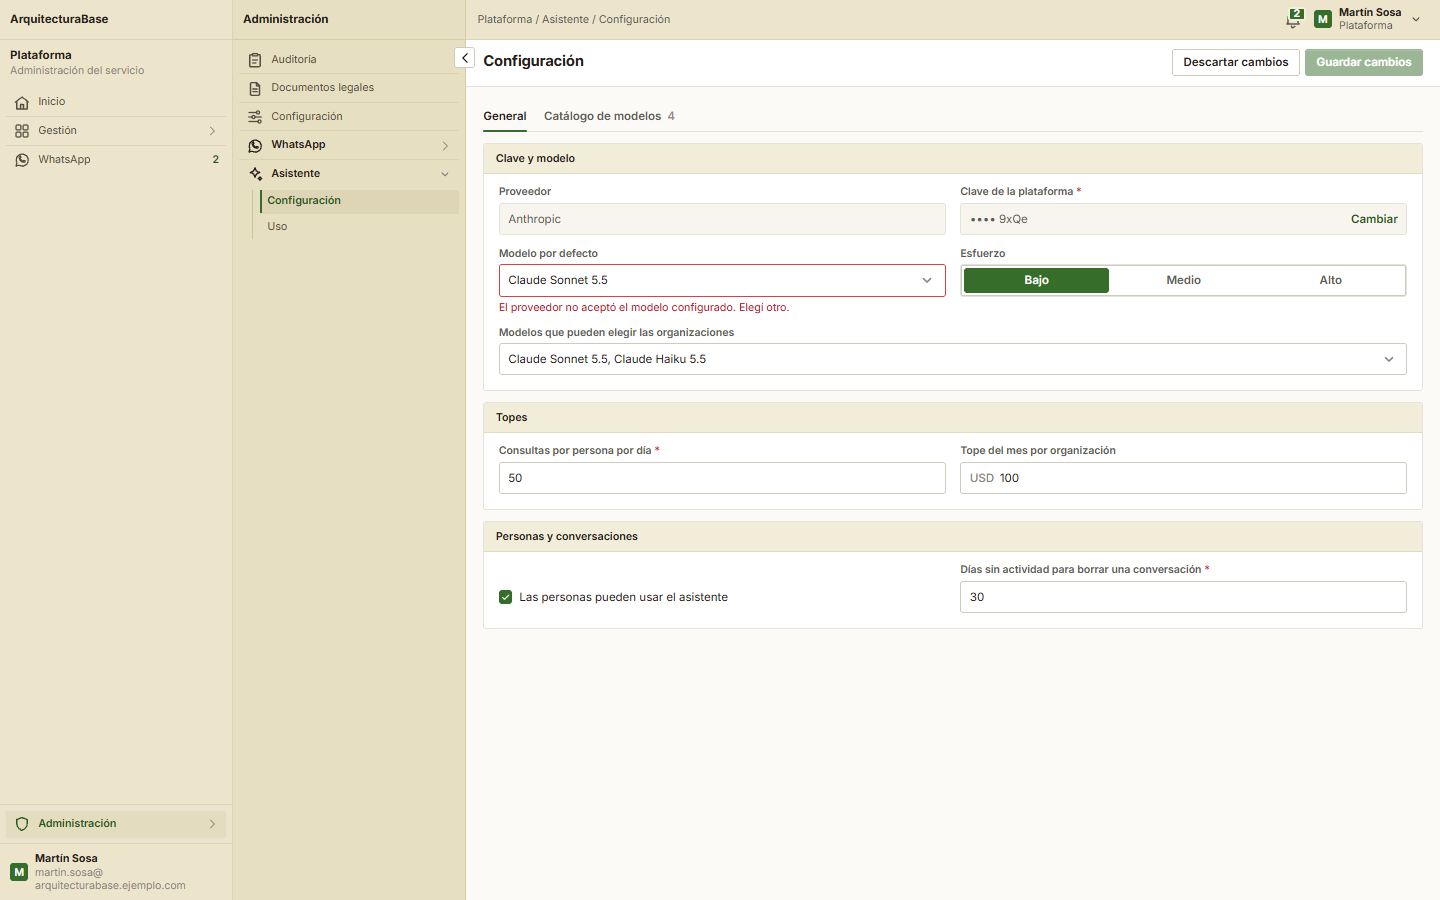 ArquitecturaBase
Plataforma
Administración del servicio
Inicio
Gestión
WhatsApp 2
Administración
M
Martín Sosa
martin.sosa@
arquitecturabase.ejemplo.com
Administración
Auditoría
Documentos legales
Configuración
WhatsApp
Asistente
Configuración
Uso
Plataforma / Asistente / Configuración
2
M
Martín Sosa
Plataforma
Configuración
Descartar cambios
Guardar cambios
General
Catálogo de modelos 4
Clave y modelo
Proveedor
Anthropic
Clave de la plataforma *
•••• 9xQe
Cambiar
Modelo por defecto
Claude Sonnet 5.5
El proveedor no aceptó el modelo configurado. Elegí otro.
Esfuerzo
Bajo
Medio
Alto
Modelos que pueden elegir las organizaciones
Claude Sonnet 5.5, Claude Haiku 5.5
Topes
Consultas por persona por día *
50
Tope del mes por organización
USD 100
Personas y conversaciones
Las personas pueden usar el asistente
Días sin actividad para borrar una conversación *
30